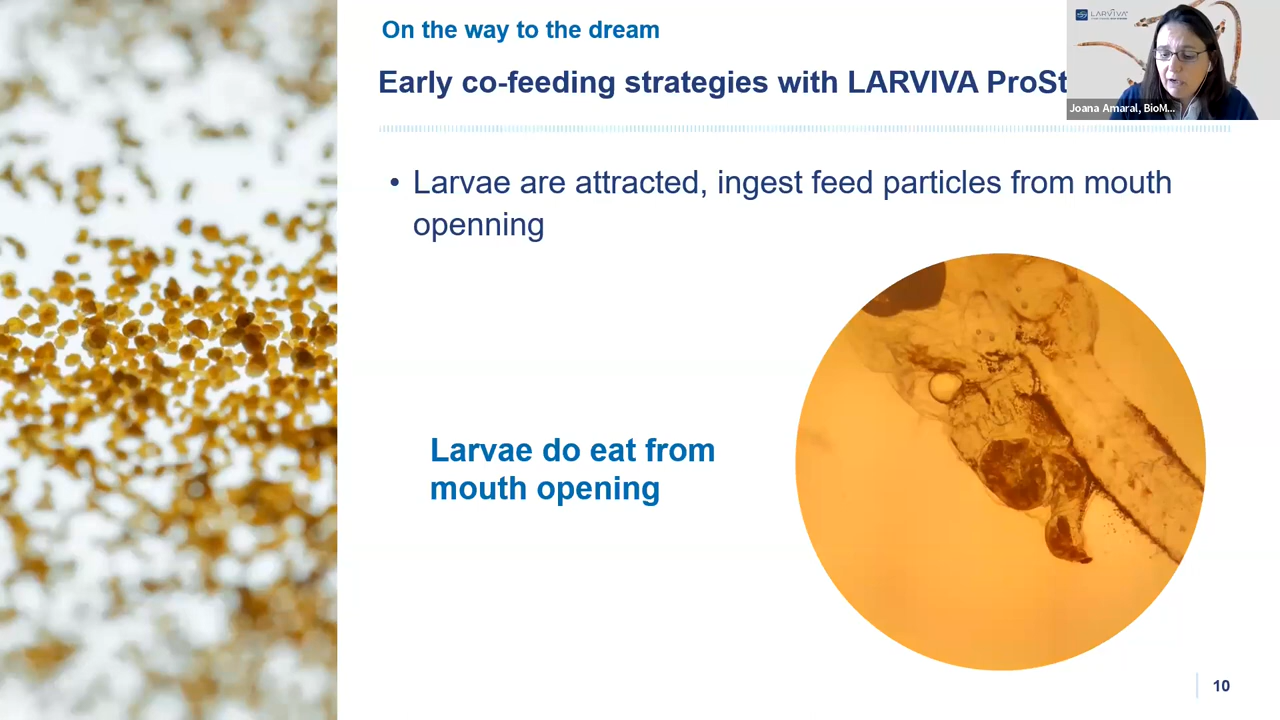 On the way to the dream
Early co-feeding strategies with LARVIVA ProSt
LARVIVA
Joana Amaral, BioM...
• Larvae are attracted, ingest feed particles from mouth
openning
Larvae do eat from
mouth opening
10